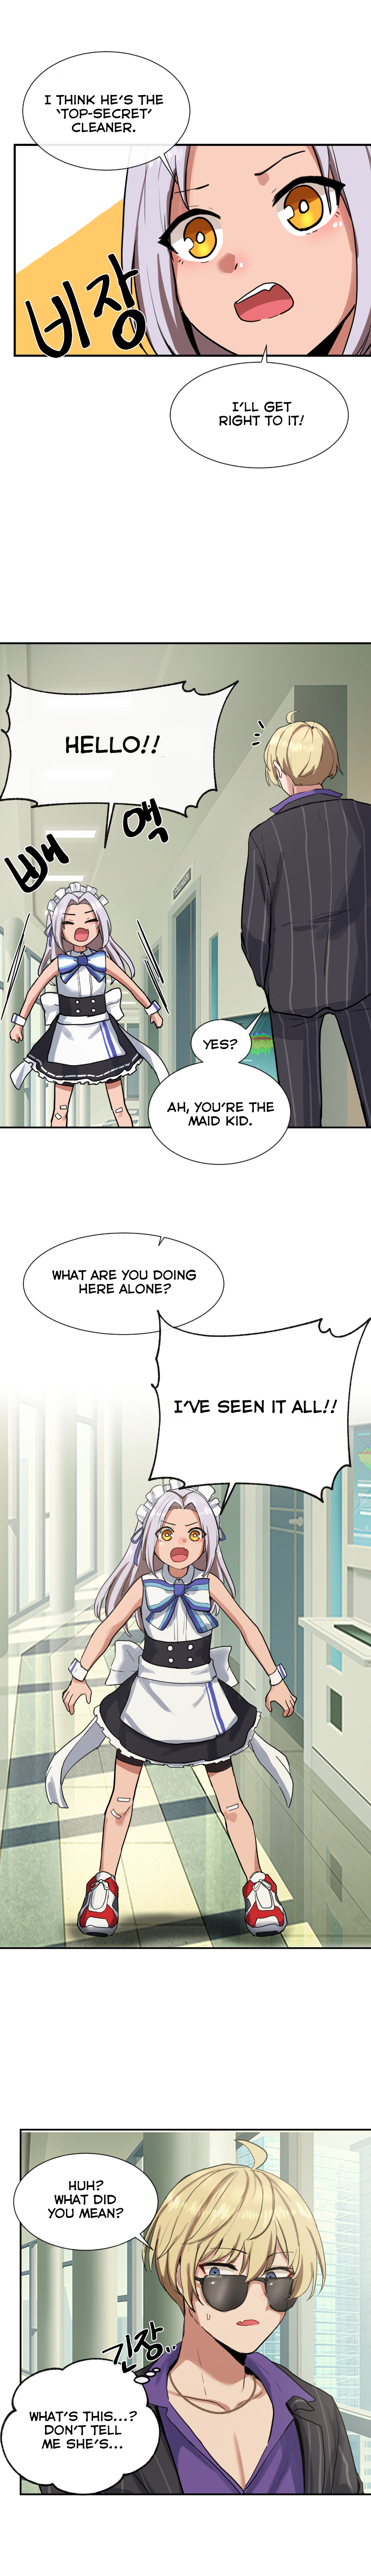 I THINK HE'S THE
'TOP-SECRET'
CLEANER.
비장
I'LL GET
RIGHT TO IT!
HELLO!!
빼액
YES?
AH, YOU'RE THE
MAID KID.
WHAT ARE YOU DOING
HERE ALONE?
I'VE SEEN IT ALL!!
HUH?
WHAT DID
YOU MEAN?
긴장..
WHAT'S THIS...?
DON'T TELL
ME SHE'S...